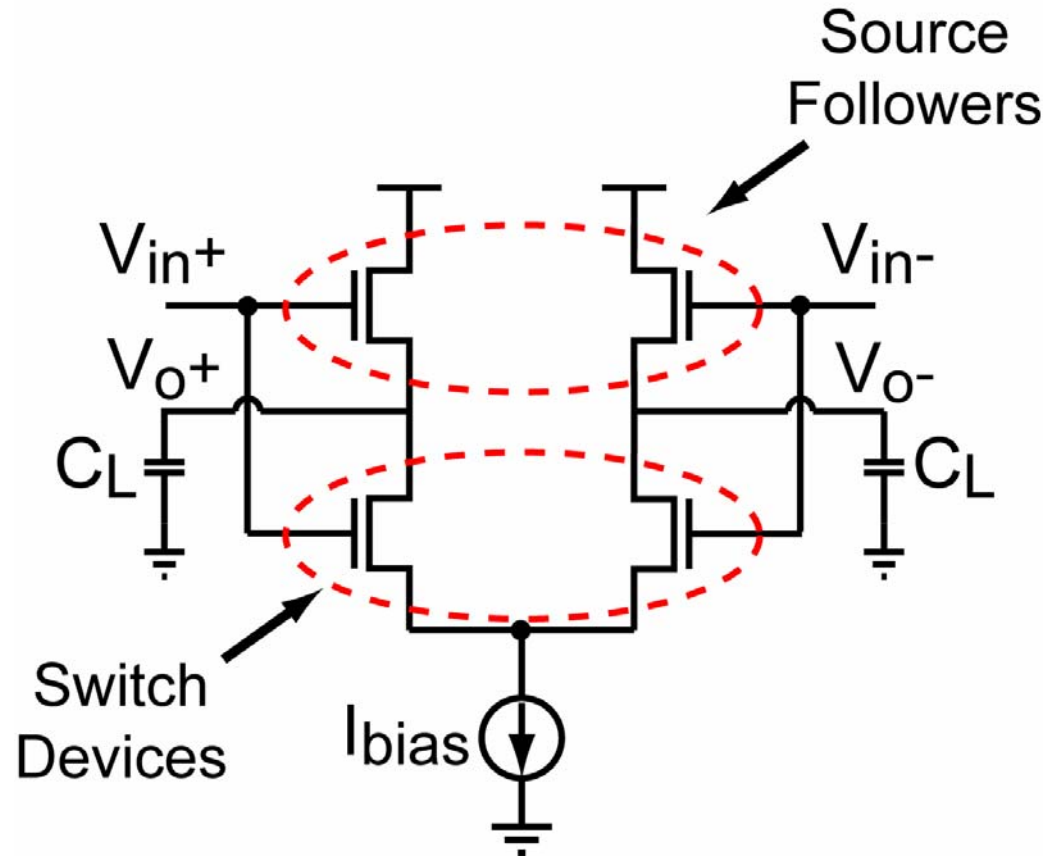 Source
Followers
Vin+
Vin-
Vo+
Vo-
CL
CL
Switch
Devices
Ibias